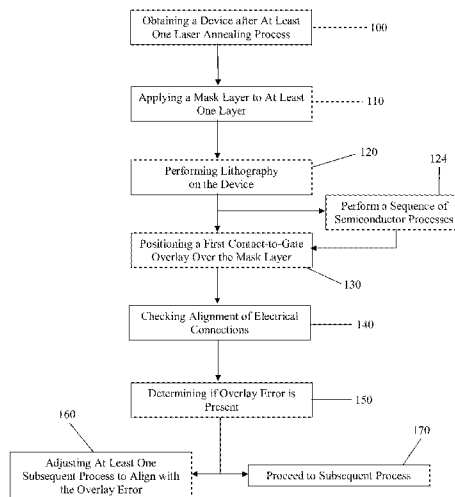 Obtaining a Device after At Least
One Laser Annealing Process
100
Applying a Mask Layer to At Least
One Layer
110
120
Performing Lithography
on the Device
124
Perform a Sequence of
Semiconductor Processes
Positioning a First Contact-to-Gate
Overlay Over the Mask Layer
130
Checking Alignment of Electrical
Connections
140
Determining if Overlay Error is
Present
150
160
Adjusting At Least One
Subsequent Process to Align with
the Overlay Error
170
Proceed to Subsequent Process